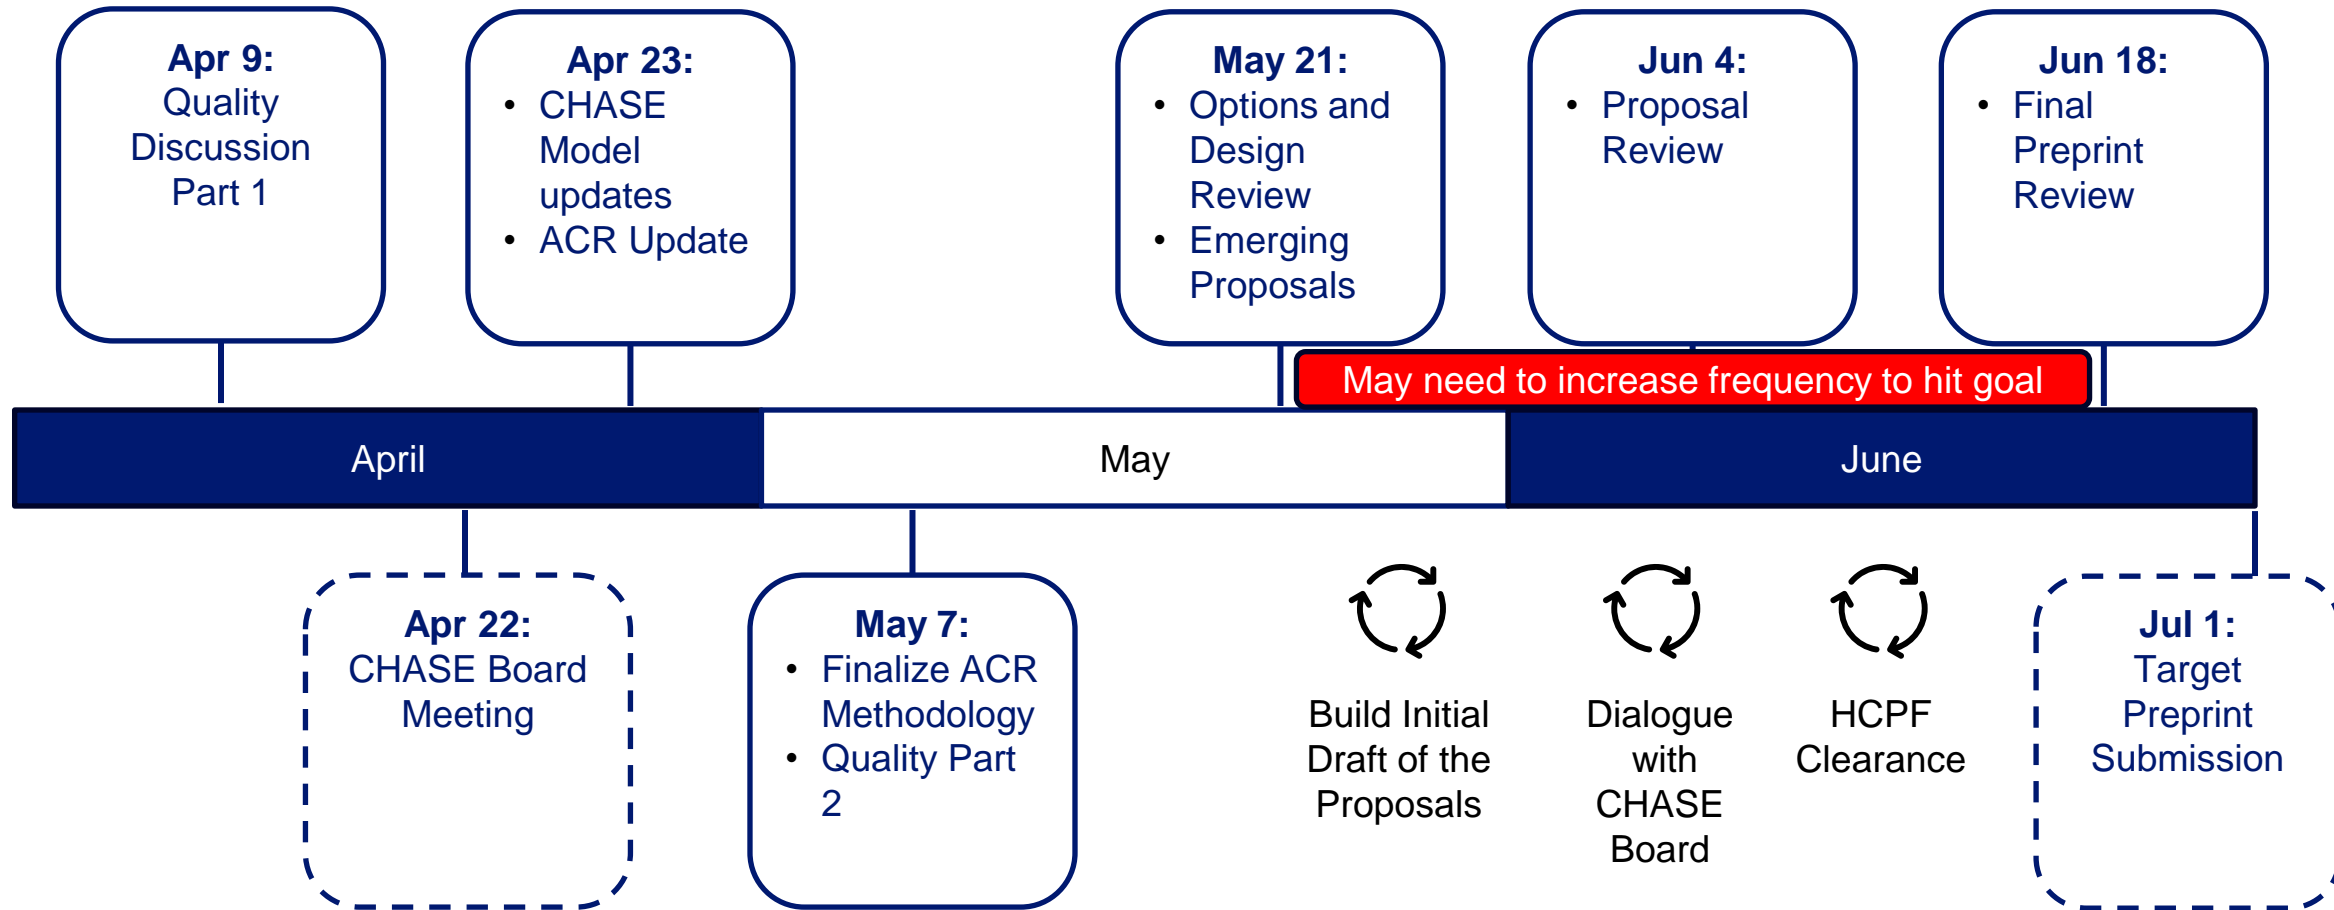 Apr 9:
Quality
Discussion
Part 1
Apr 23:
• CHASE
Model
updates
• ACR Update
May 21:
• Options and
Design
Review
• Emerging
Proposals
Jun 4:
• Proposal
Review
Jun 18:
• Final
Preprint
Review
May need to increase frequency to hit goal
April
May
June
Apr 22:
CHASE Board
Meeting
May 7:
• Finalize ACR
Methodology
• Quality Part
2
Build Initial
Draft of the
Proposals
Dialogue
with
CHASE
Board
HCPF
Clearance
Jul 1:
Target
Preprint
Submission